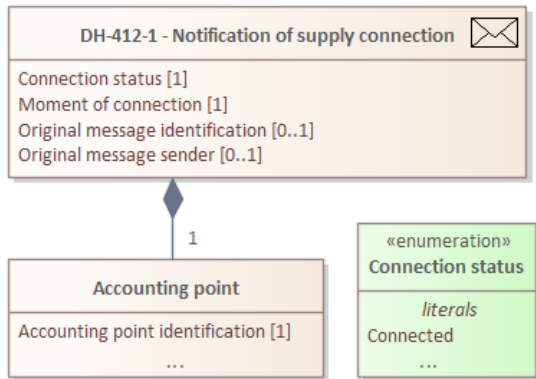 DH-412-1 - Notification of supply connection
Connection status [1]
Moment of connection [1]
Original message identification [0..1]
Original message sender [0..1]
1
Accounting point
Accounting point identification [1]
...
«enumeration»
Connection status
literals
Connected
...